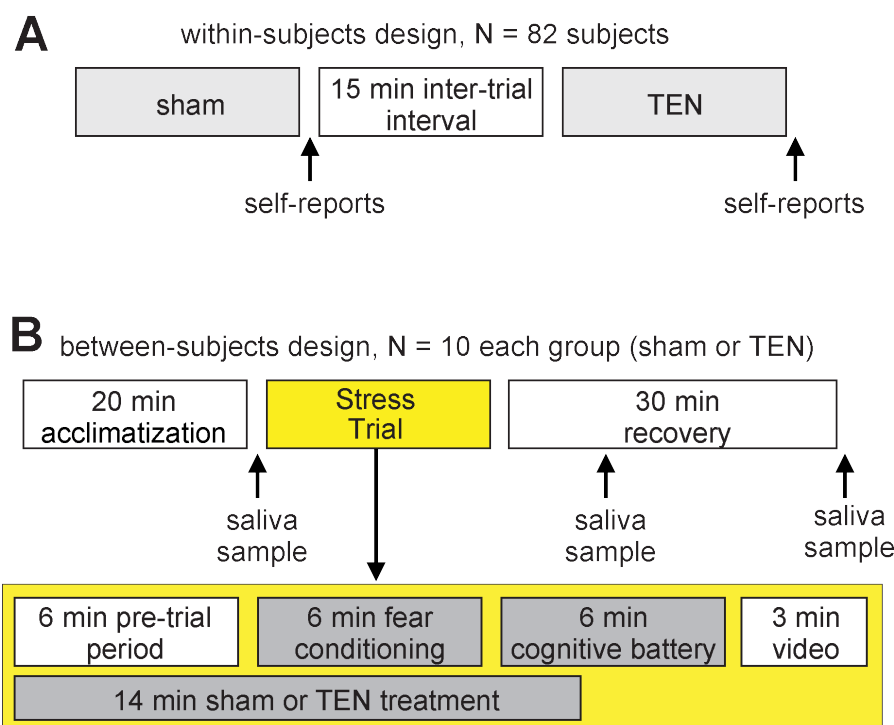 A
within-subjects design, N = 82 subjects
sham
15 min inter-trial
interval
TEN
self-reports
self-reports
B
between-subjects design, N = 10 each group (sham or TEN)
20 min
acclimatization
Stress
Trial
30 min
recovery
saliva
sample
saliva
sample
saliva
sample
6 min pre-trial
period
6 min fear
conditioning
6 min
cognitive battery
3 min
video
14 min sham or TEN treatment